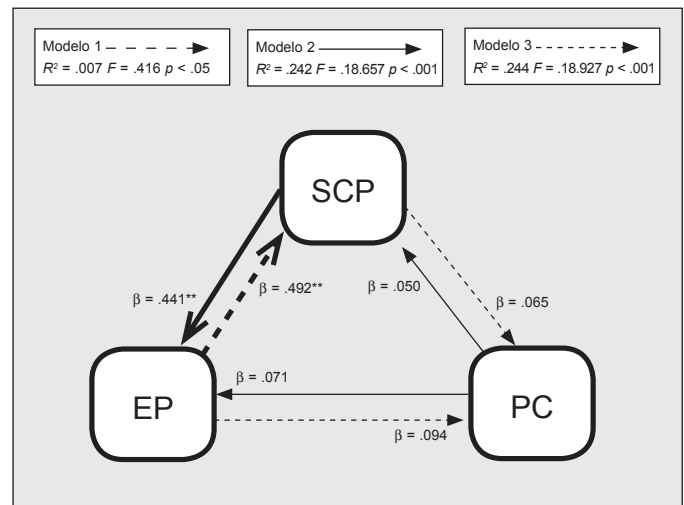 Modelo 1
R² = .007 F = .416 p < .05
Modelo 2
R² = .242 F = .18.657 p < .001
Modelo 3
R² = .244 F = .18.927 p < .001
SCP
β = .441**
β = .492**
β = .050
β = .065
β = .071
EP
PC
β = .094